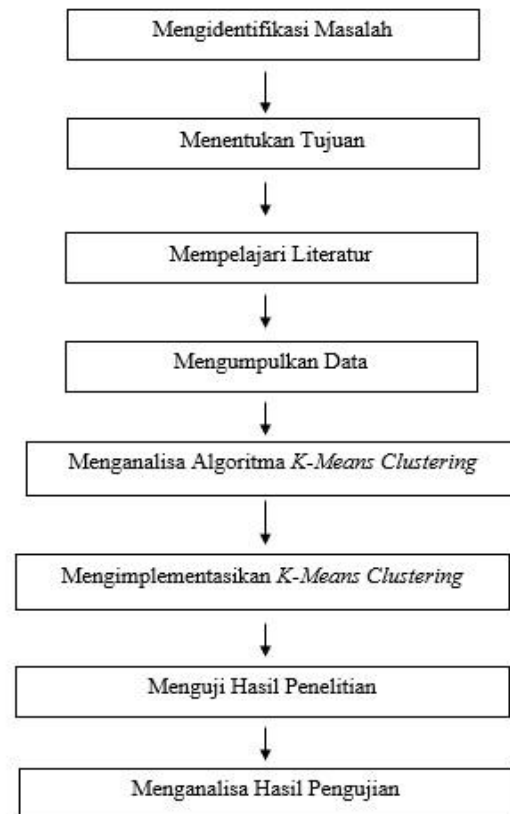 Mengidentifikasi Masalah
Menentukan Tujuan
Mempelajari Literatur
Mengumpulkan Data
Menganalisa Algoritma K-Means Clustering
Mengimplementasikan K-Means Clustering
Menguji Hasil Penelitian
Menganalisa Hasil Pengujian